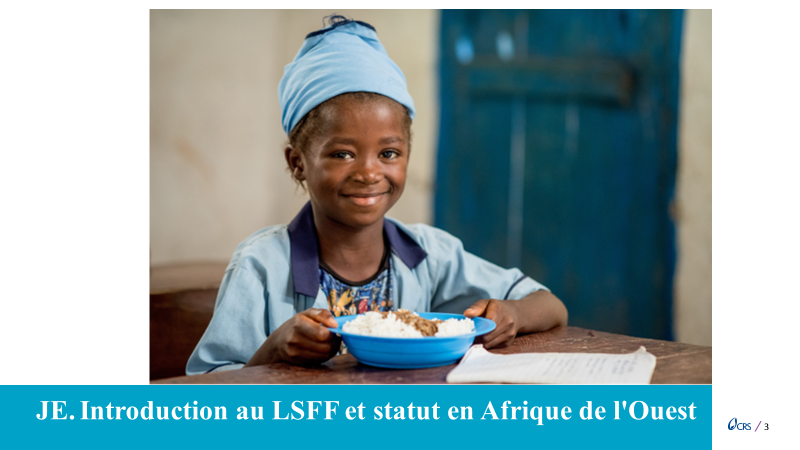 JE. Introduction au LSFF et statut en Afrique de l'Ouest
CRS / 3